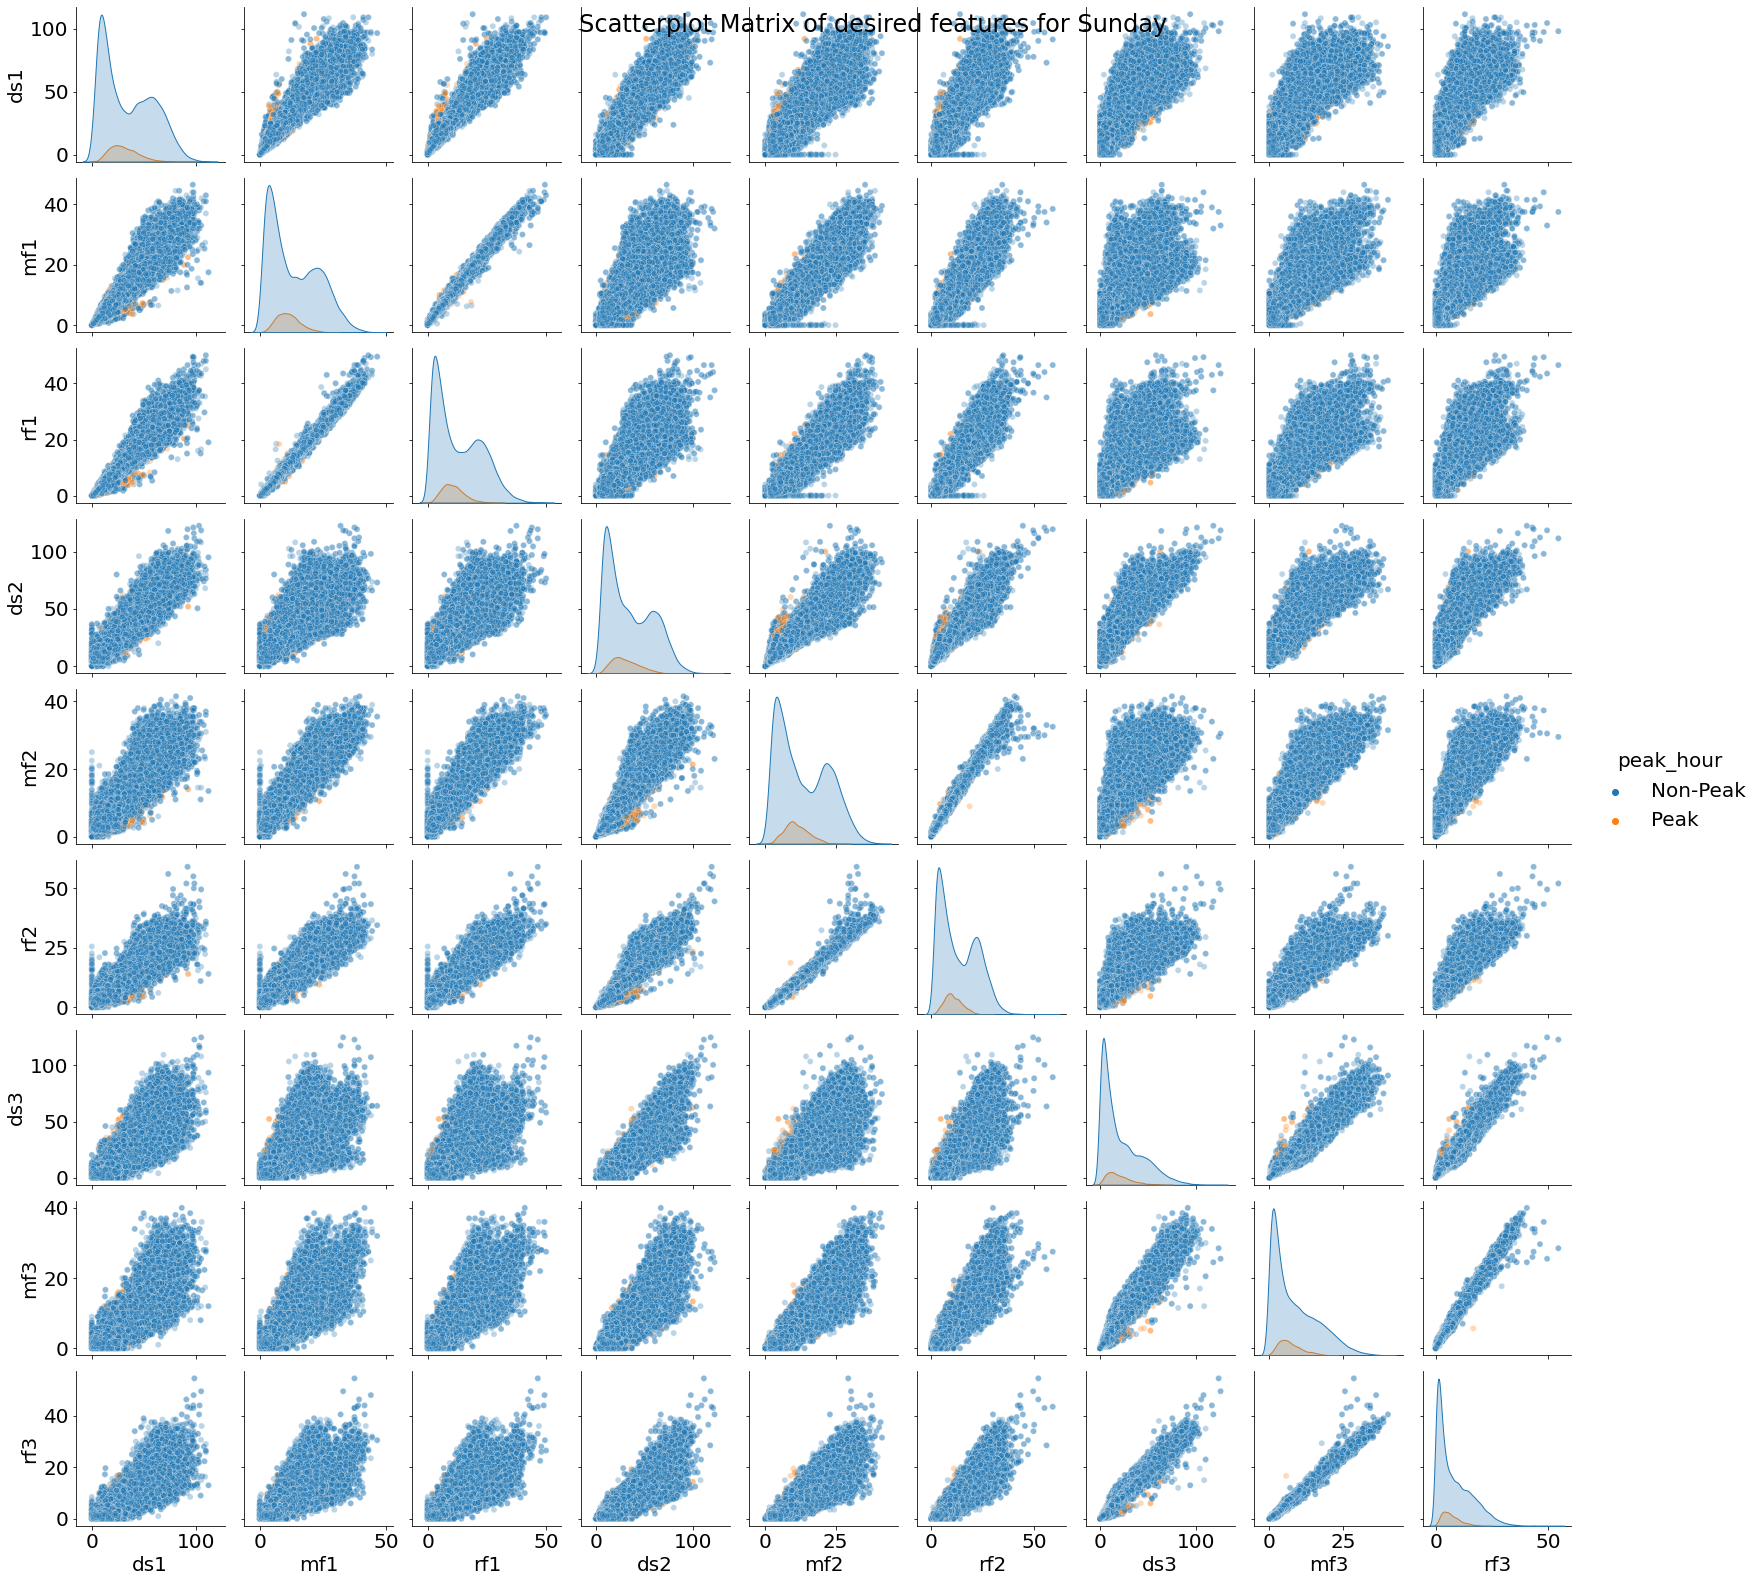 Scatterplot Matrix of desired features for Sunday
100
50
0
ds1
40
20
0
mf1
40
20
0
rf1
100
50
0
ds2
40
20
0
mf2
50
25
0
rf2
100
50
0
ds3
40
20
0
mf3
40
20
0
rf3
0 100 0 50 0 50 0 100 0 25 0 50 0 100 0 25 0 50
ds1 mf1 rf1 ds2 mf2 rf2 ds3 mf3 rf3
peak_hour
Non-Peak
Peak